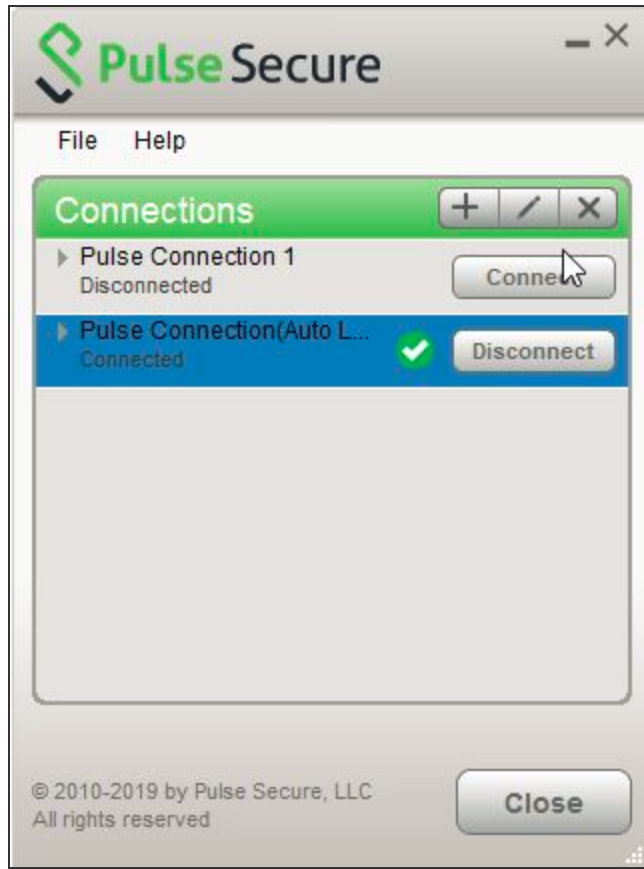 Pulse Secure
File Help
Connections
Pulse Connection 1
Disconnected
Connect
Pulse Connection(Auto L...
Connected
Disconnect
© 2010-2019 by Pulse Secure, LLC
All rights reserved
Close